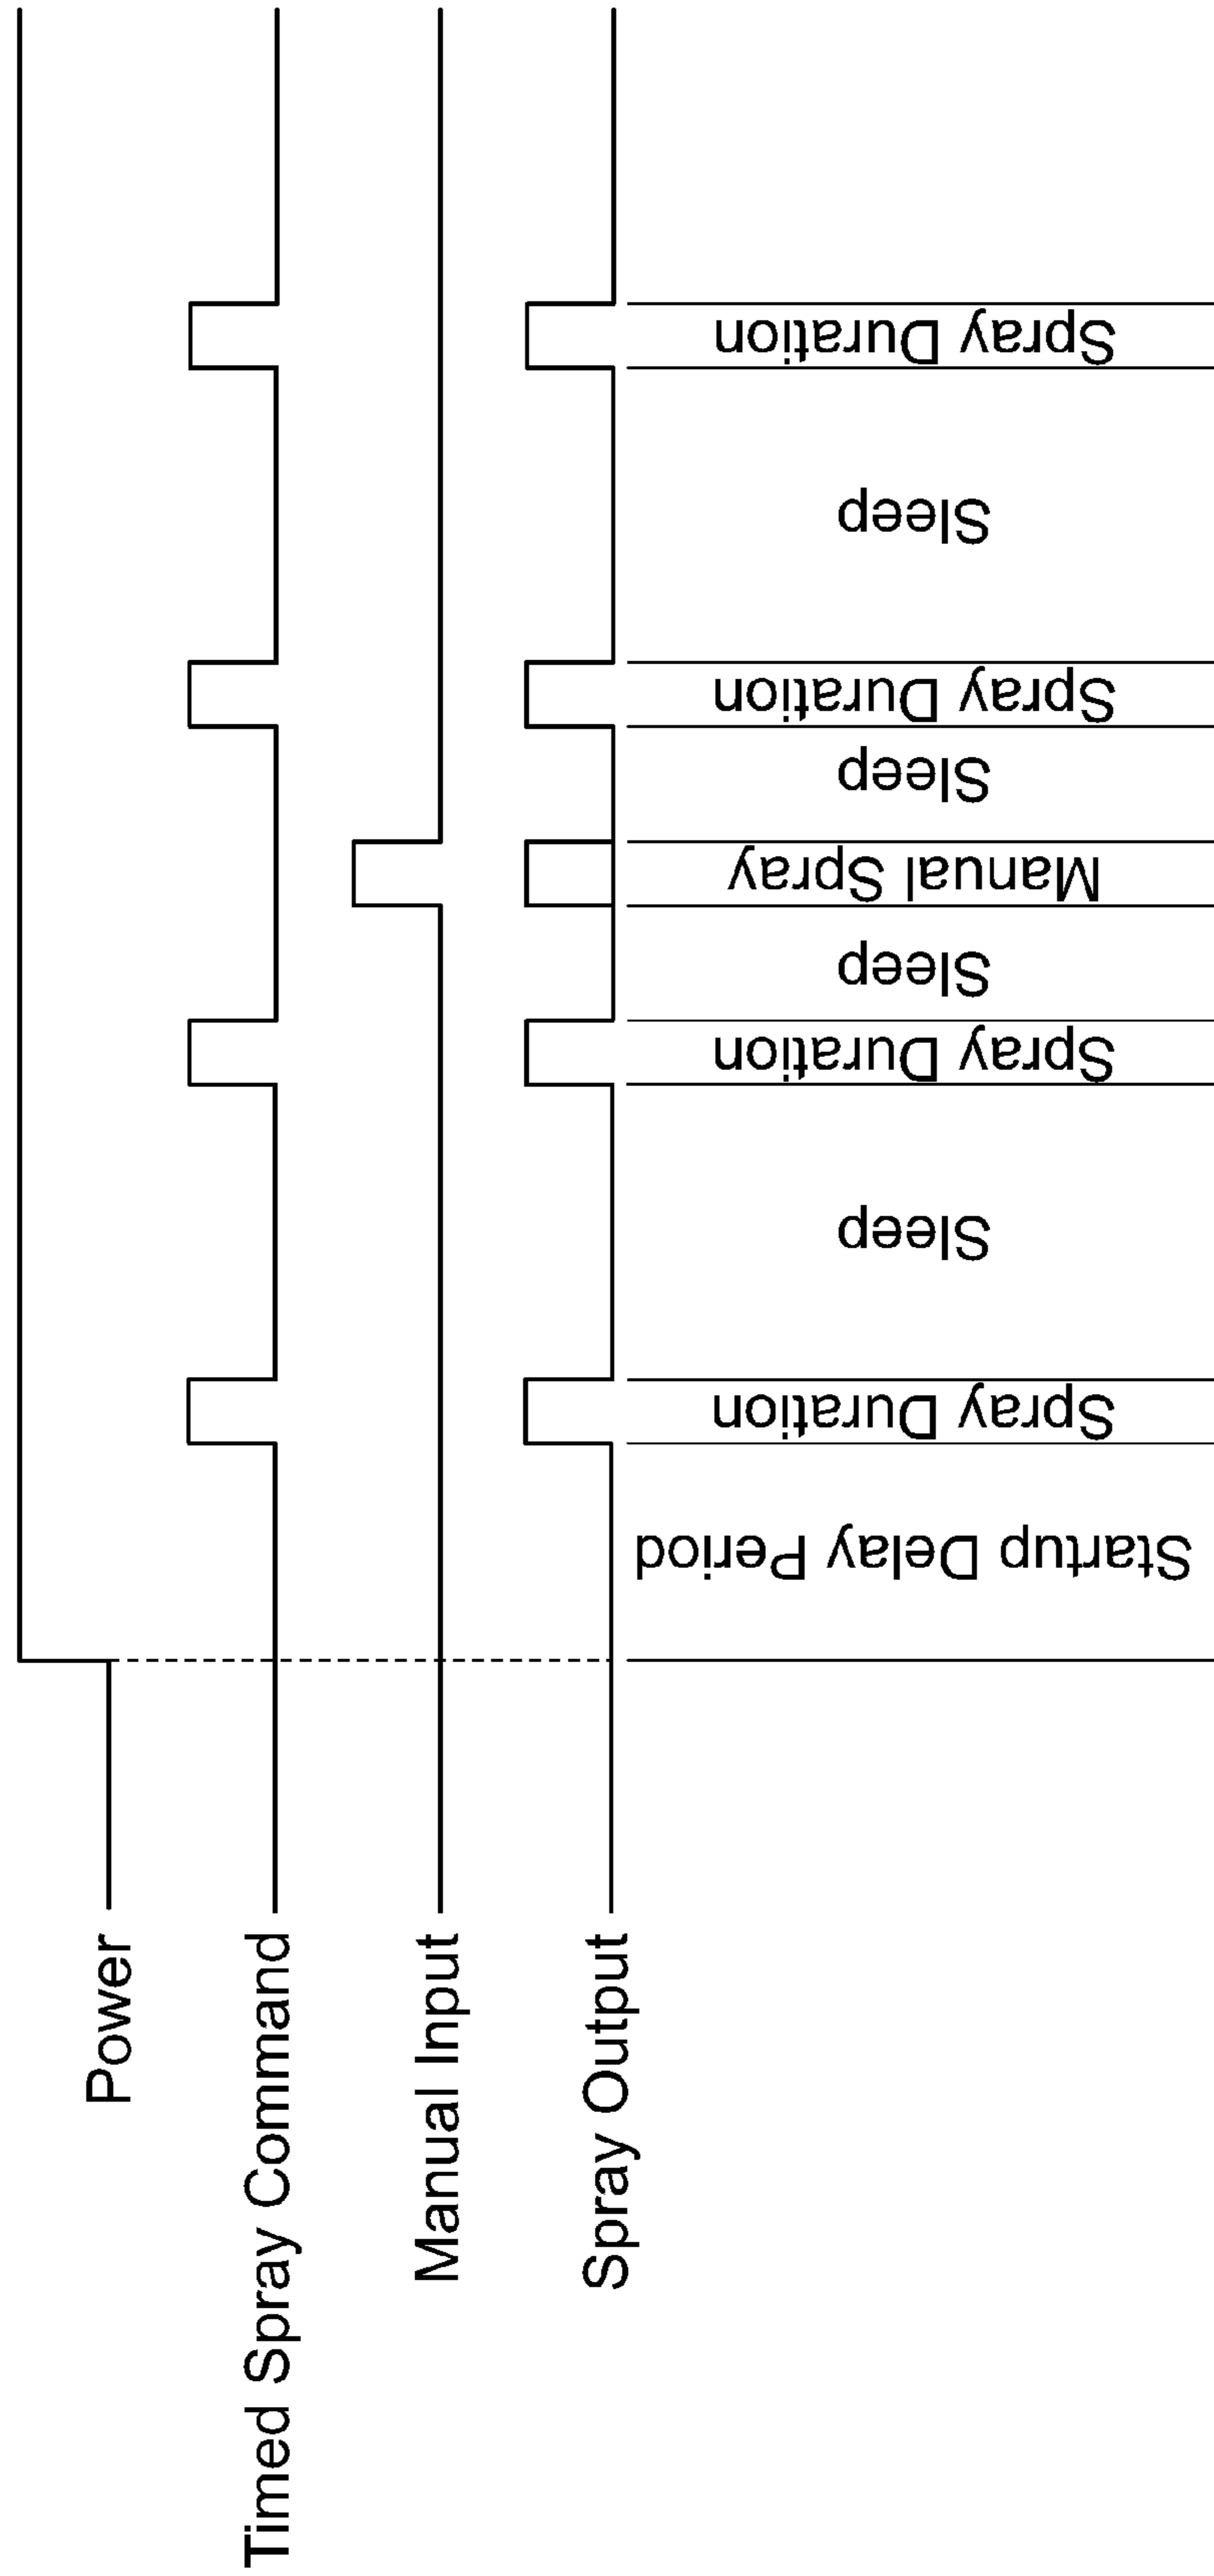 Power
Timed Spray Command
Manual Input
Spray Output
Startup Delay Period
Spray Duration
Sleep
Spray Duration
Sleep
Manual Spray
Sleep
Spray Duration
Sleep
Spray Duration